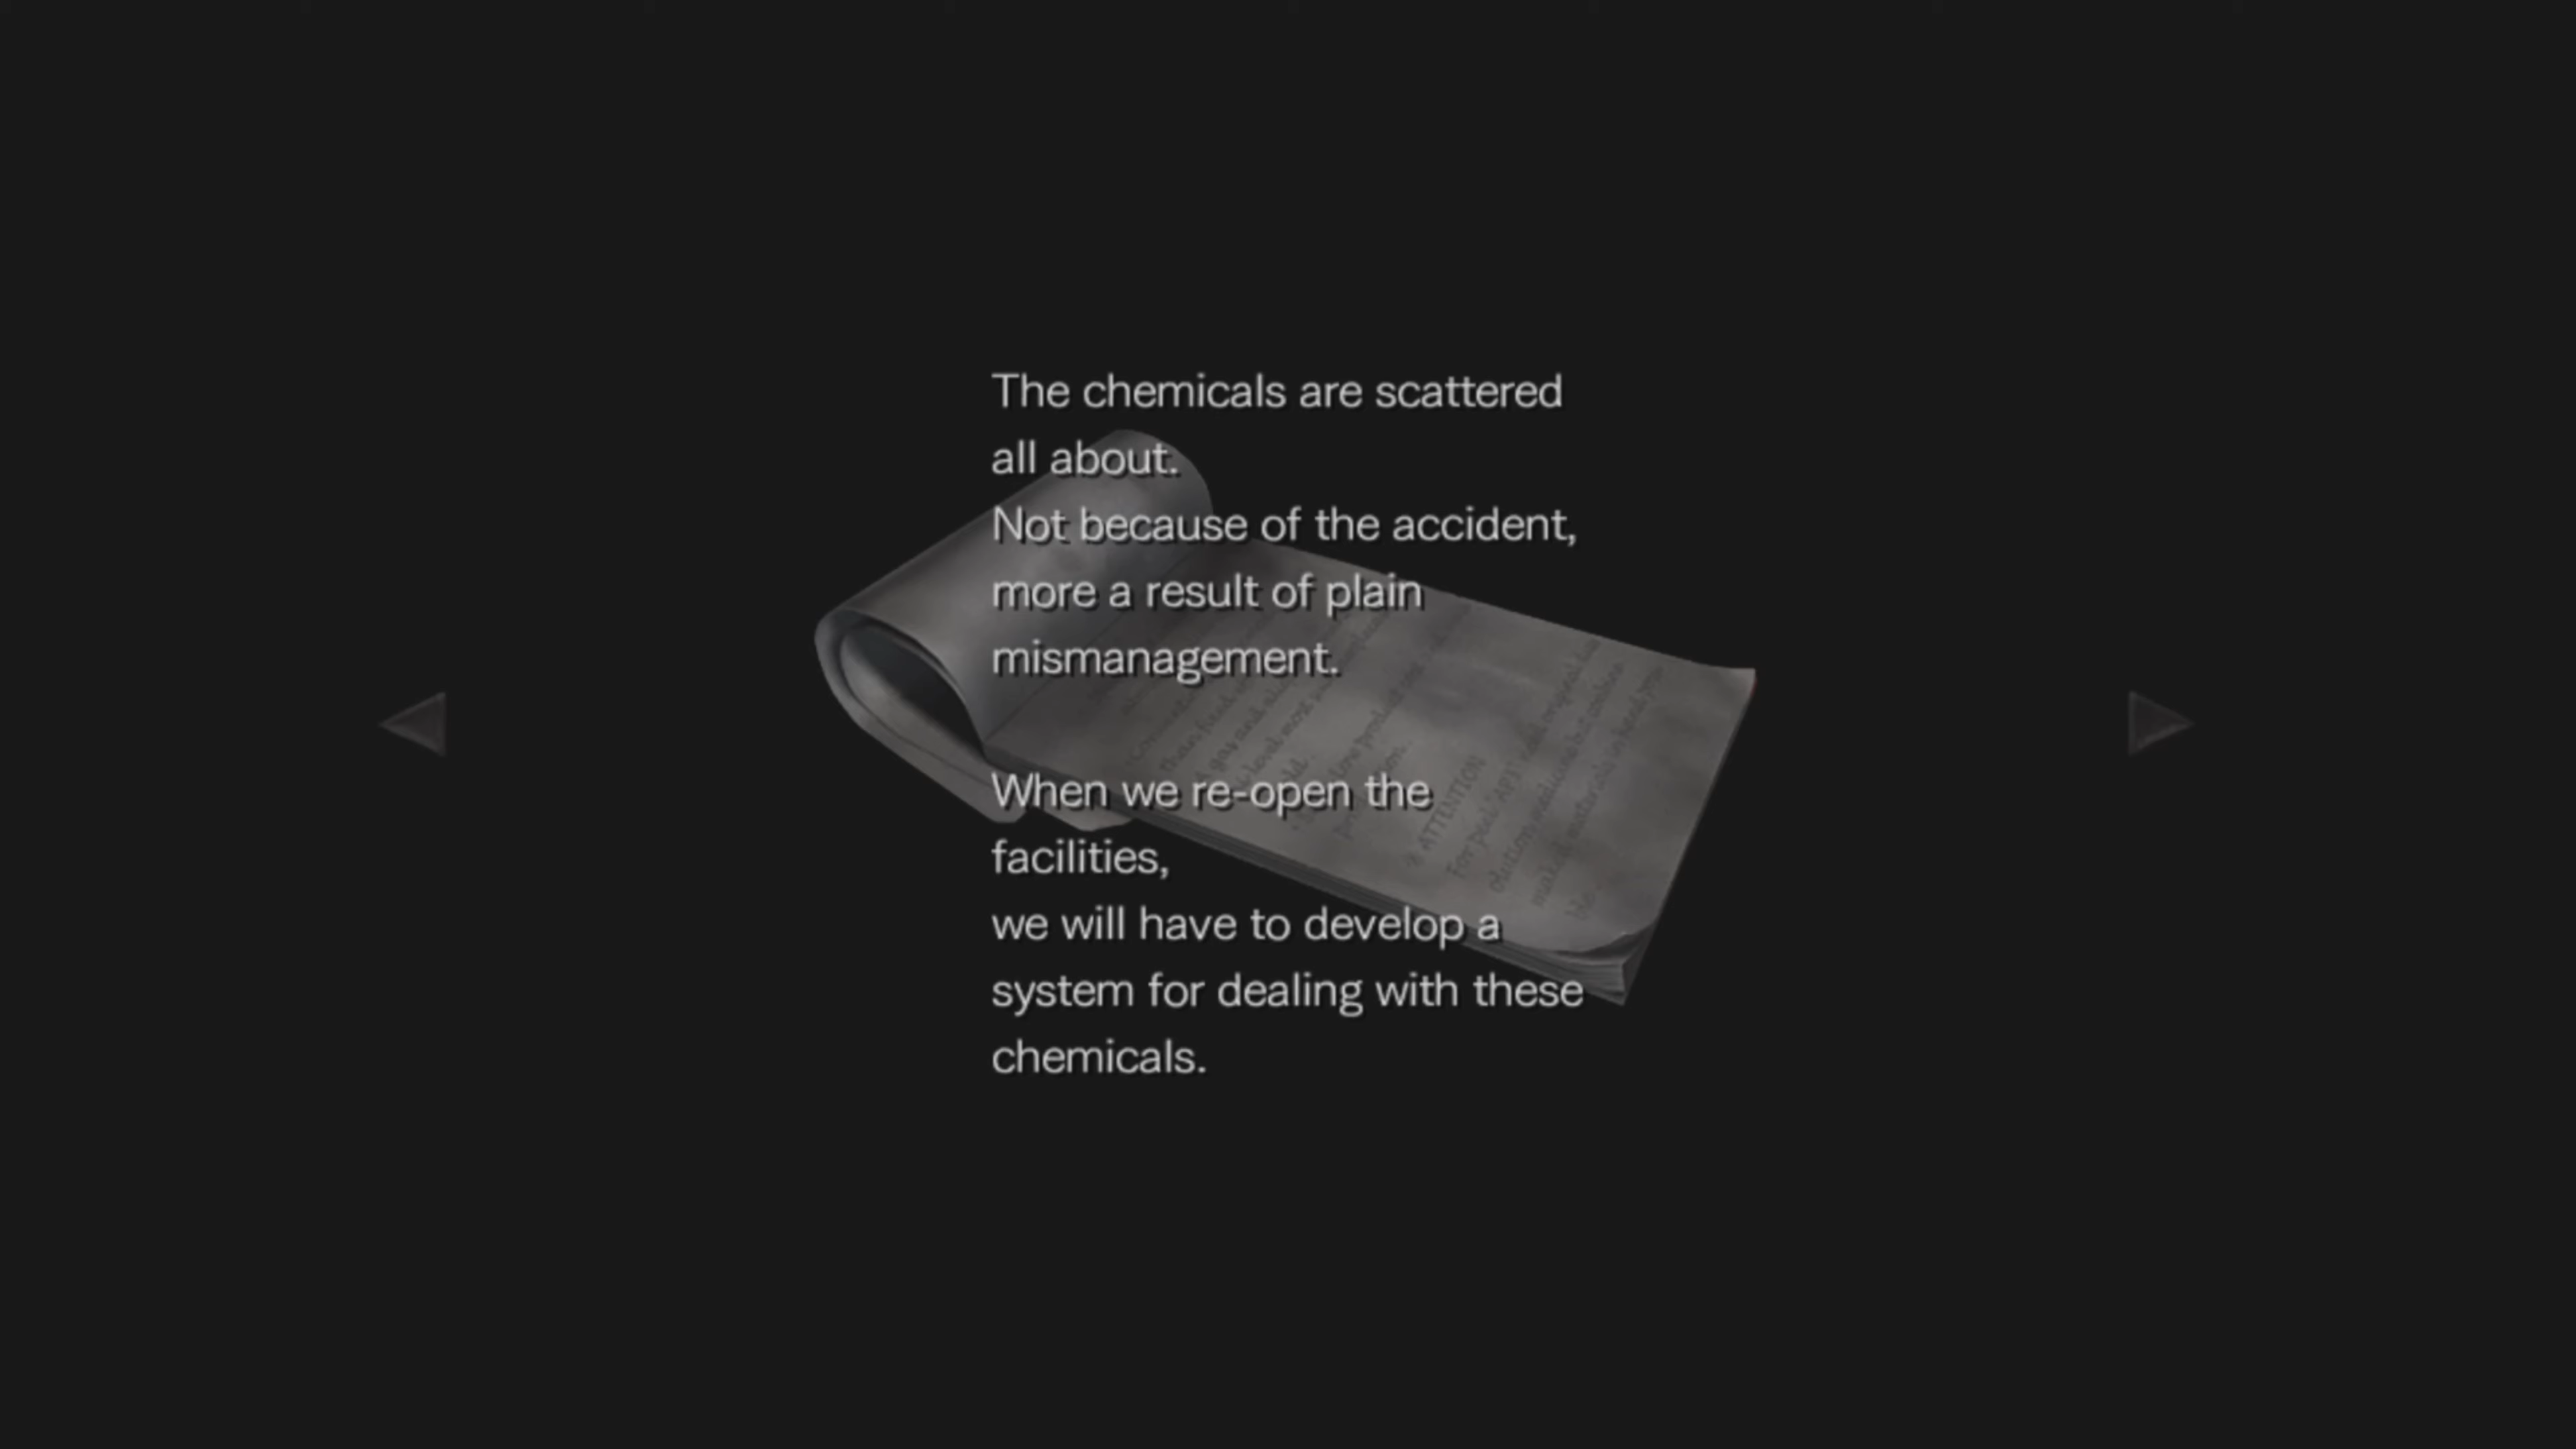 The chemicals are scattered
all about.
Not because of the accident,
more a result of plain
mismanagement.
When we re-open the
facilities,
we will have to develop a
system for dealing with these
chemicals.
ATTENTION